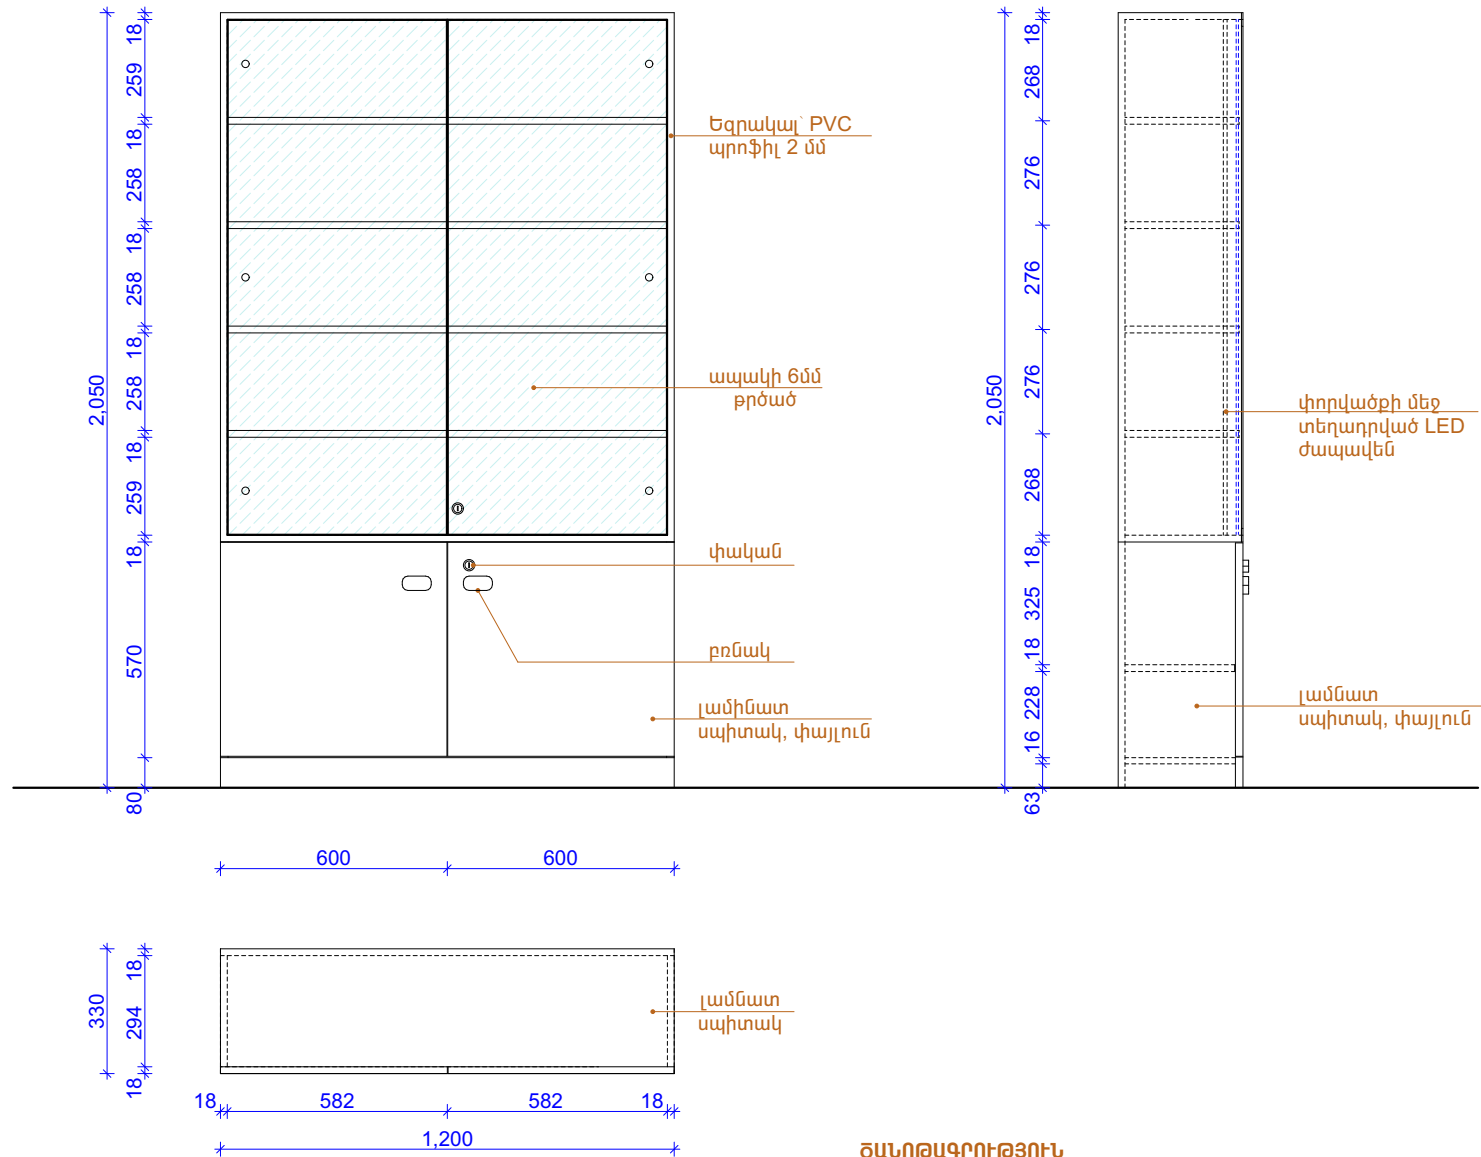 18
259
18
258
18
258
18
258
18
259
18
570
80
2,050
Եզրակալ՝ PVC
պրոֆիլ 2 մմ
ապակի 6մմ
թրծած
փական
բռնակ
լամինատ
սպիտակ, փայլուն
600
600
2,050
18
268
276
276
276
268
18
325
18
228
16
63
փորվածքի մեջ
տեղադրված LED
ժապավեն
լամնատ
սպիտակ, փայլուն
330
18
294
18
լամնատ
սպիտակ
18
582
582
18
1,200
ԾԱՆՈԹԱԳՐՈՒԹՅՈՒՆ